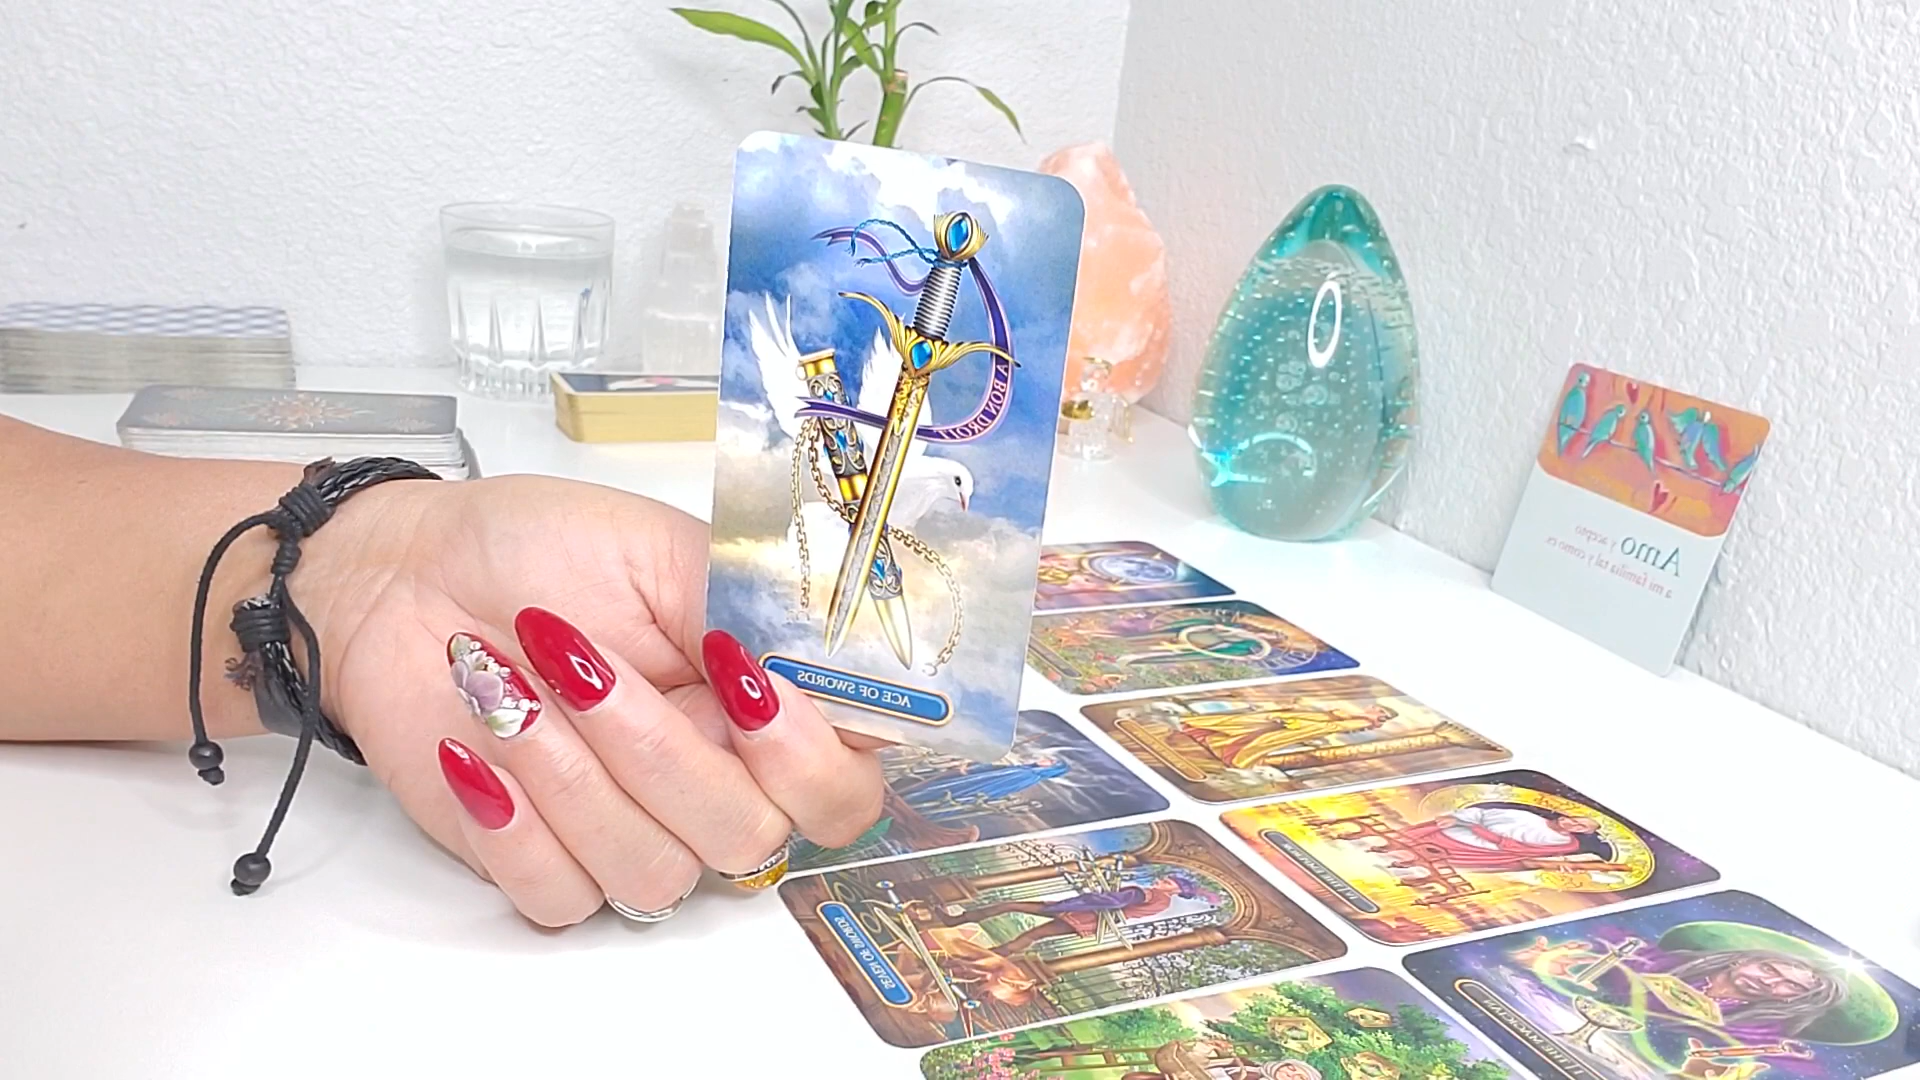 A BON DROIT
ACE OF SWORDS
Amo y acepto
a mi familia tal y como es
SEVEN OF SWORDS
THE MAGICIAN